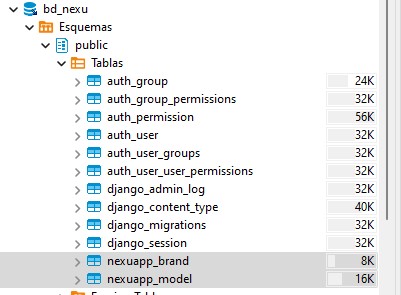 bd_nexu
Esquemas
public
Tablas
auth_group 24K
auth_group_permissions 32K
auth_permission 56K
auth_user 32K
auth_user_groups 32K
auth_user_user_permissions 32K
django_admin_log 32K
django_content_type 40K
django_migrations 32K
django_session 32K
nexuapp_brand 8K
nexuapp_model 16K